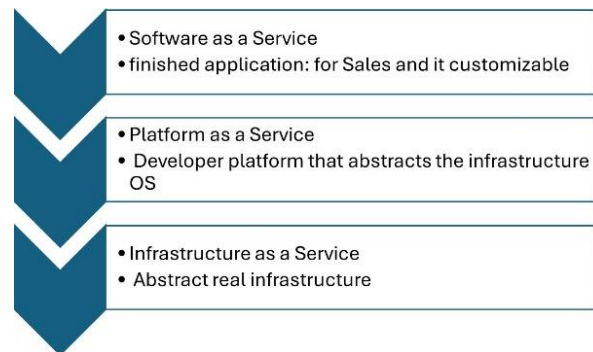 • Software as a Service
• finished application: for Sales and it customizable
• Platform as a Service
• Developer platform that abstracts the infrastructure
OS
• Infrastructure as a Service
• Abstract real infrastructure